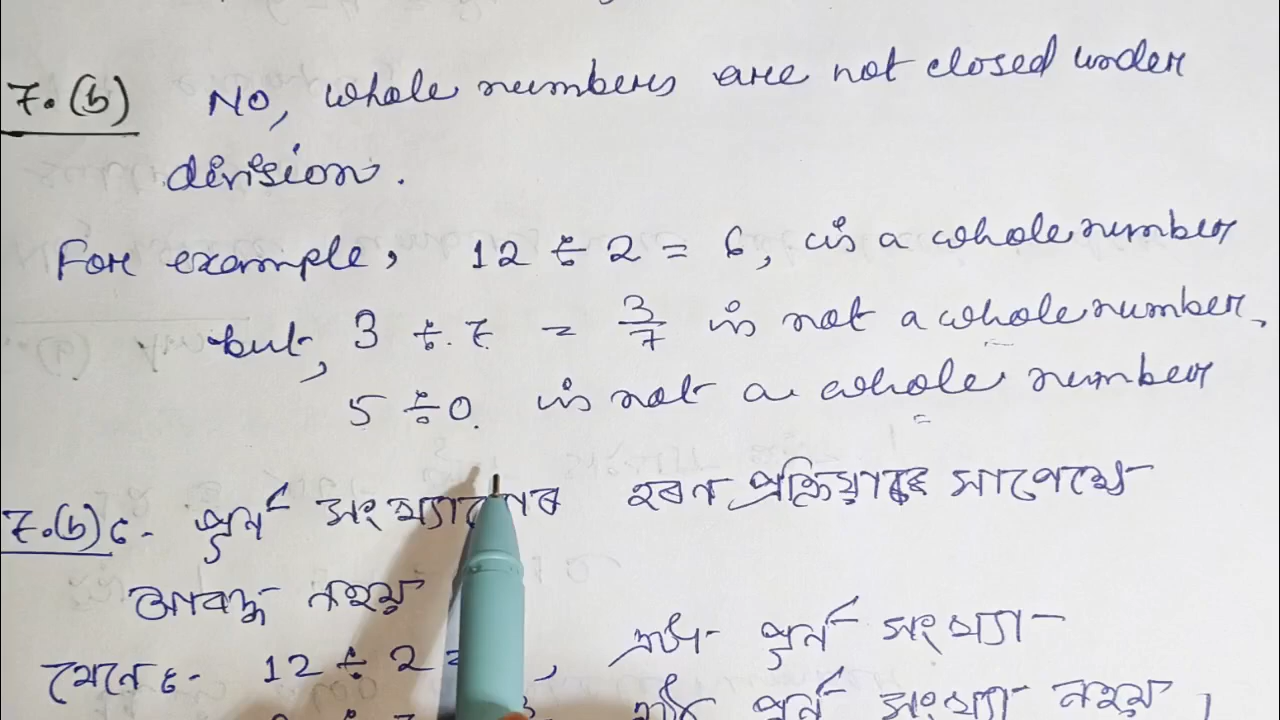 7.(b) No, whole numbers are not closed under
division.
For example, 12 ÷ 2 = 6, is a whole number
but, 3 ÷ 7 = 3/7 is not a whole number.
5 ÷ 0 is not a whole number
7.(b) ঃ- পূৰ্ণ হৰণ প্ৰক্ৰিয়াৰ সাপেক্ষে
আবদ্ধ নহয়
যেনে ঃ- 12 ÷ 2 = , এটা পূৰ্ণ সংখ্যা
পূৰ্ণ সংখ্যা নহয় ।